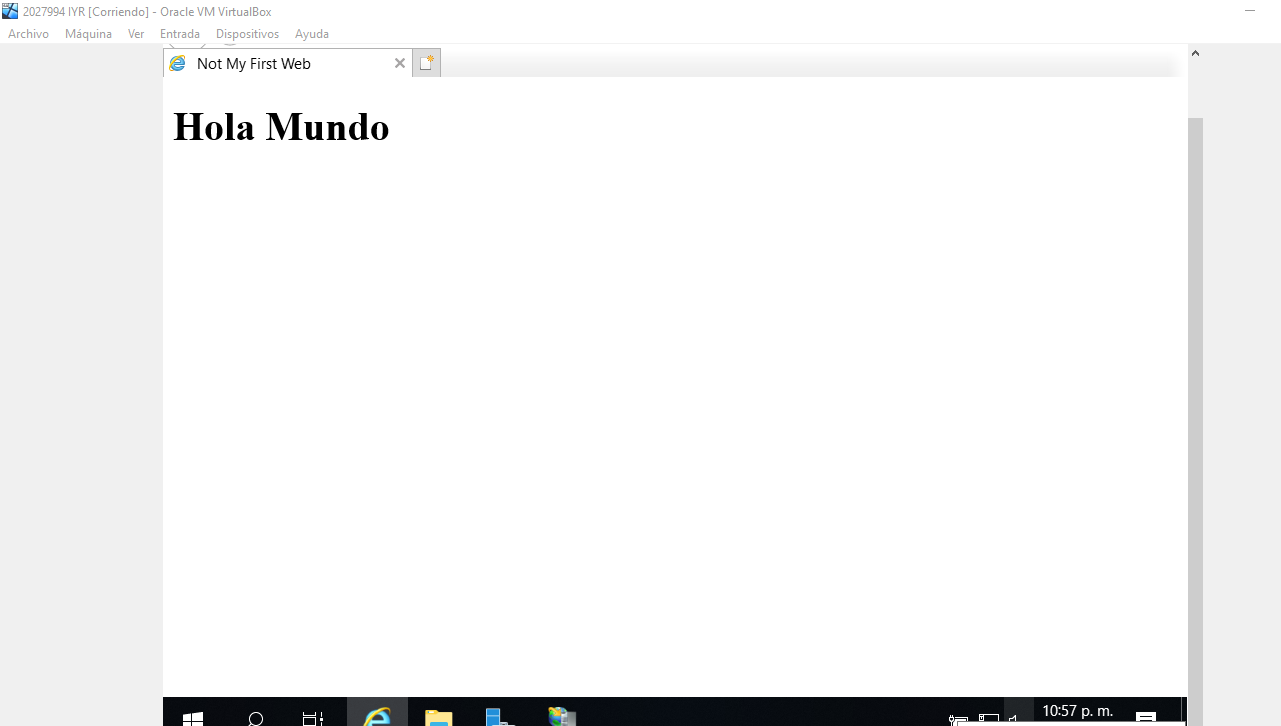 2027994 IYR [Corriendo] - Oracle VM VirtualBox
Archivo Máquina Ver Entrada Dispositivos Ayuda
Not My First Web
Hola Mundo
10:57 p. m.